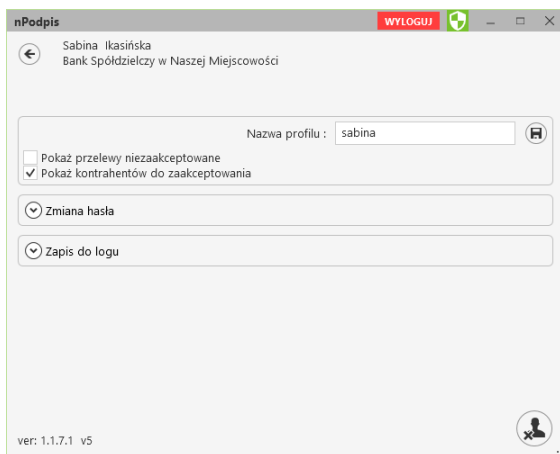 nPodpis
WYLOGUJ
Sabina Ikasińska
Bank Spółdzielczy w Naszej Miejscowości
Nazwa profilu : sabina
Pokaż przelewy niezaakceptowane
Pokaż kontrahentów do zaakceptowania
Zmiana hasła
Zapis do logu
ver: 1.1.7.1 v5